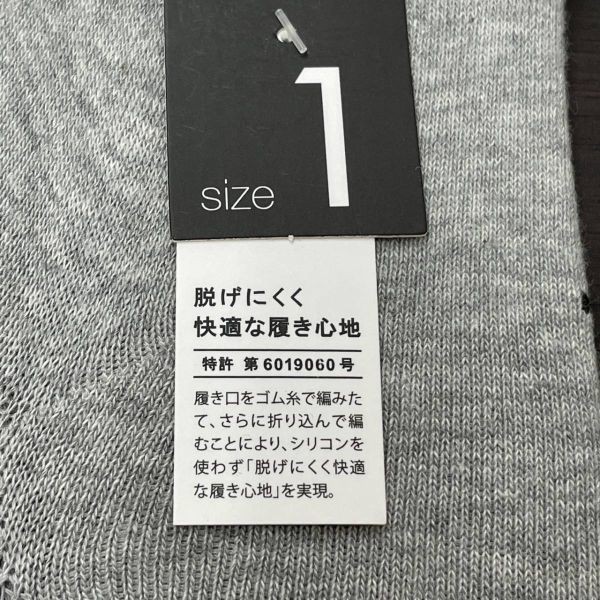 size 1
脱げにくく
快適な履き心地
特許 第6019060号
履き口をゴム糸で編みた
て、さらに折り込んで編
むことにより、シリコンを
使わず「脱げにくく快適
な履き心地」を実現。